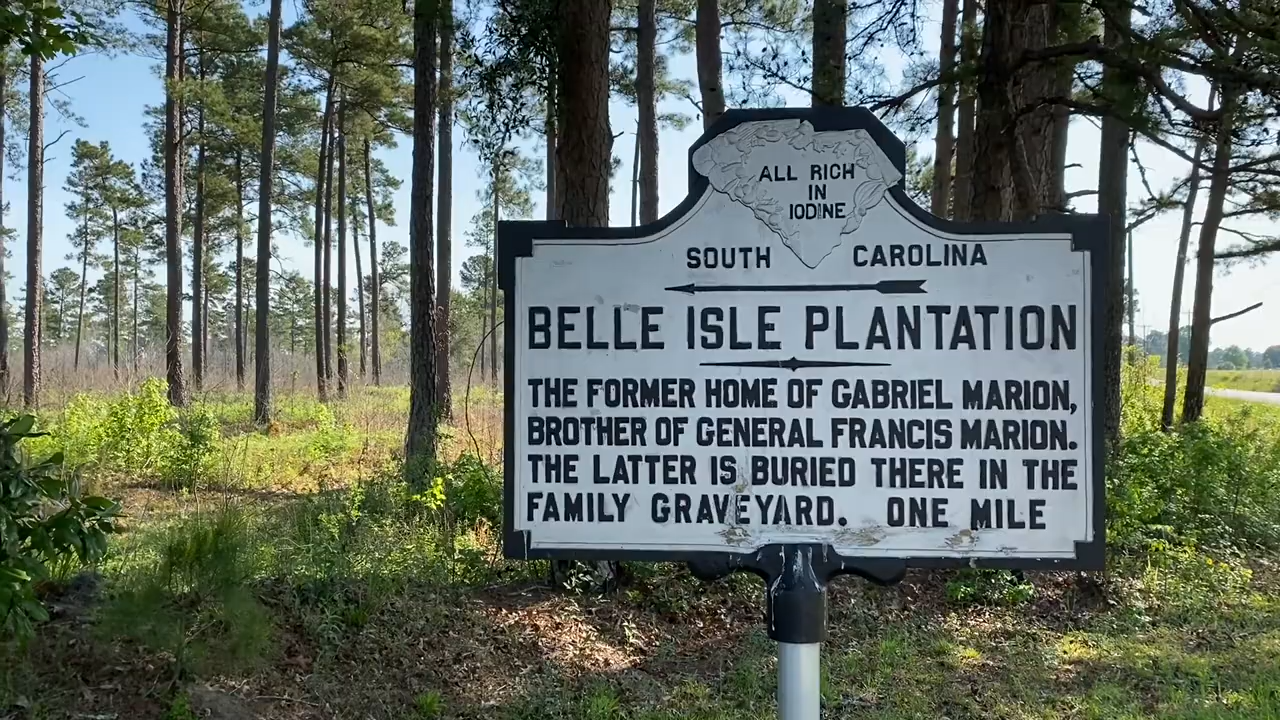 ALL RICH
IN
IODINE
SOUTH CAROLINA
BELLE ISLE PLANTATION
THE FORMER HOME OF GABRIEL MARION,
BROTHER OF GENERAL FRANCIS MARION.
THE LATTER IS BURIED THERE IN THE
FAMILY GRAVEYARD. ONE MILE